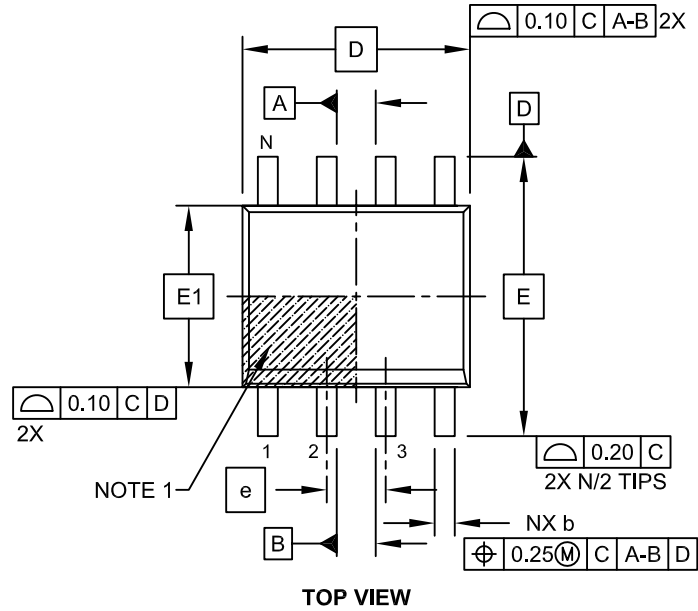 ⌓ 0.10 C A-B 2X
D
A
D
N
E1
E
⌓ 0.10 C D
2X
1 2 3
⌓ 0.20 C
2X N/2 TIPS
NOTE 1
e
NX b
B
⌖ 0.25Ⓜ C A-B D
TOP VIEW